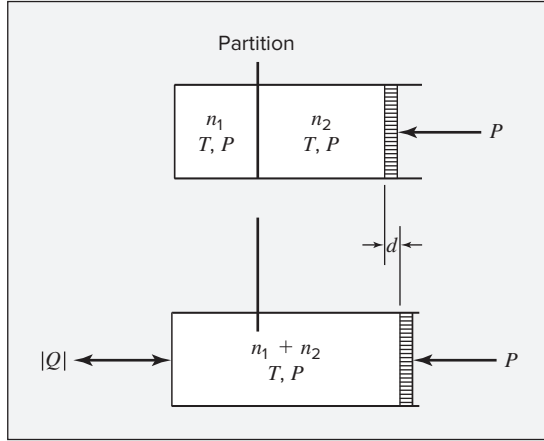 Partition
n₁
T, P
n₂
T, P
P
d
|Q|
n₁ + n₂
T, P
P